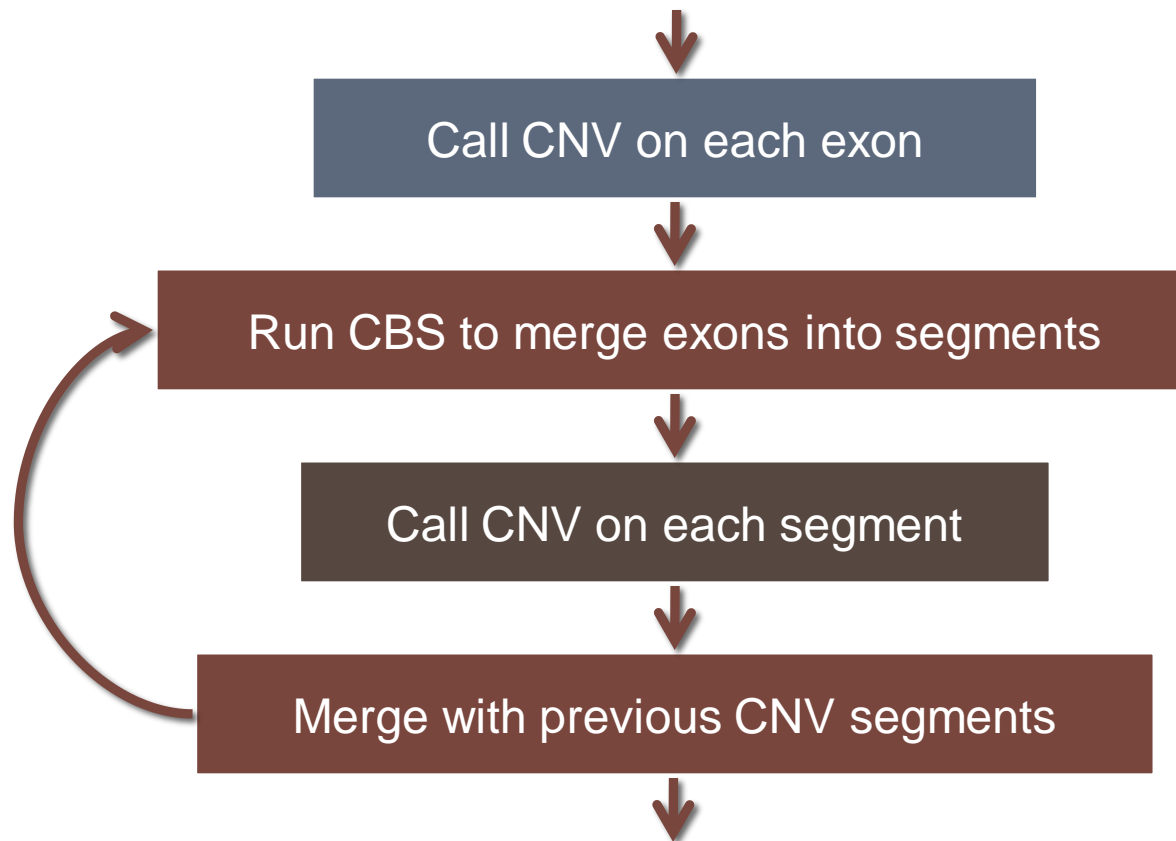 Call CNV on each exon
Run CBS to merge exons into segments
Call CNV on each segment
Merge with previous CNV segments